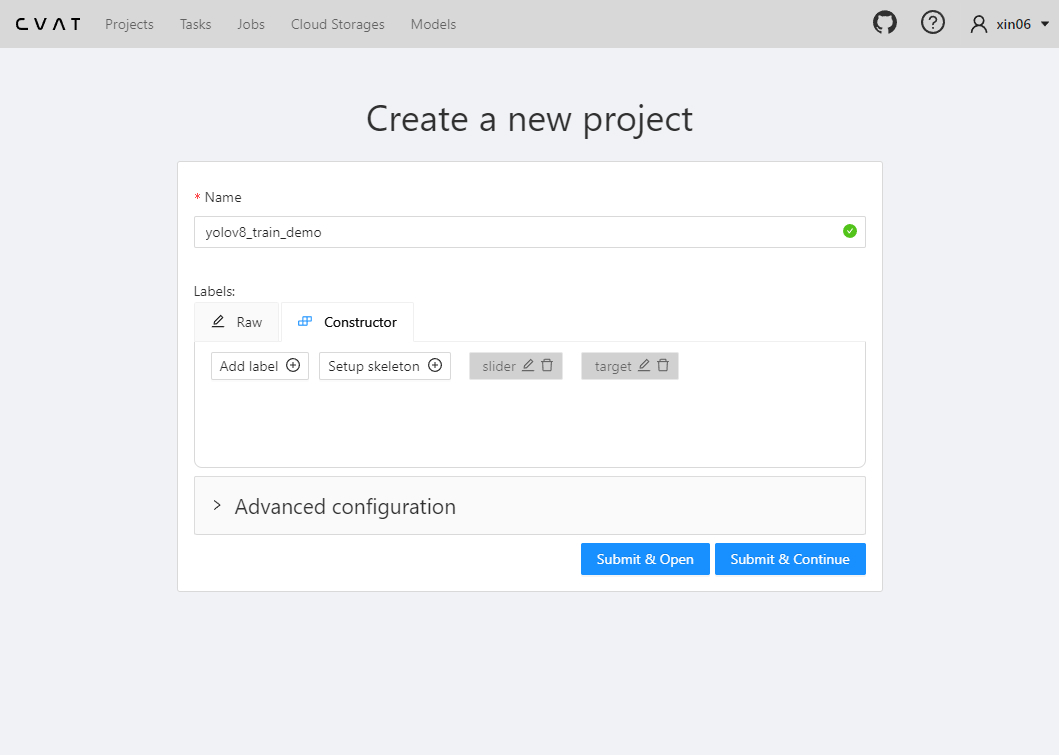 CVAT Projects Tasks Jobs Cloud Storages Models xin06
Create a new project
* Name
yolov8_train_demo
Labels:
Raw Constructor
Add label Setup skeleton slider target
Advanced configuration
Submit & Open Submit & Continue